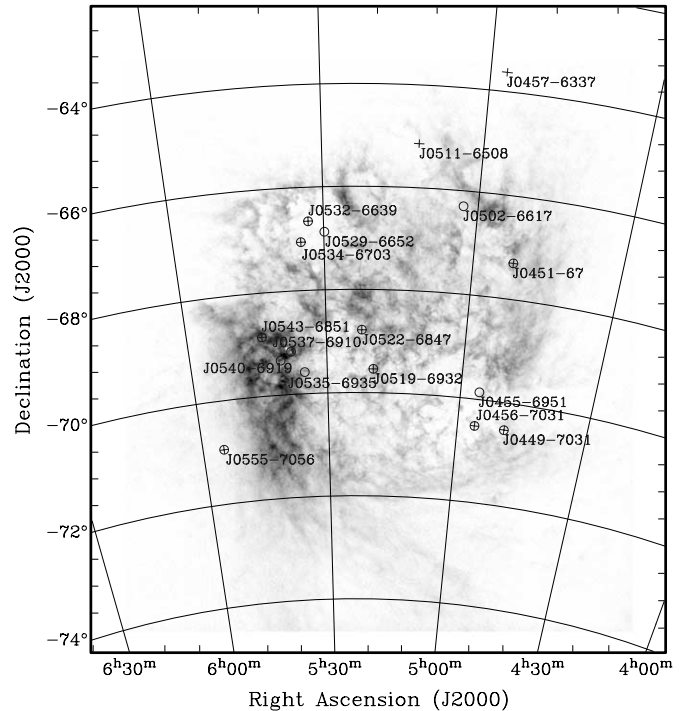 J0457−6337
−64°
J0511−6508
J0532−6639
−66°
J0502−6617
J0529−6652
J0534−6703
J0451−67
−68°
J0543−6851
J0537−6910
J0522−6847
J0540−6919
J0519−6932
J0535−6935
J0455−6951
J0456−7031
−70°
J0449−7031
J0555−7056
−72°
−74°
6h30m 6h00m 5h30m 5h00m 4h30m 4h00m
Right Ascension (J2000)
Declination (J2000)